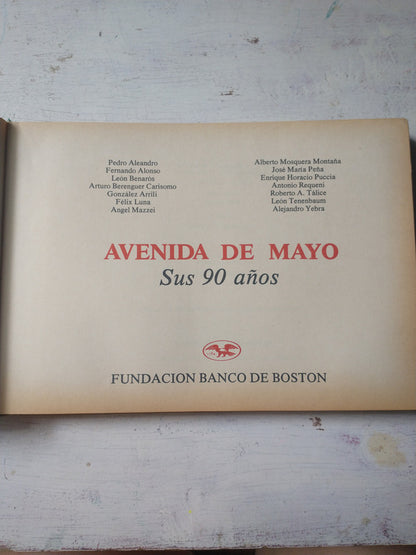 Pedro Aleandro
Fernando Alonso
León Benarós
Arturo Berenguer Carisomo
González Arrili
Félix Luna
Angel Mazzei
Alberto Mosquera Montaña
José María Peña
Enrique Horacio Puccia
Antonio Requeni
Roberto A. Tálice
León Tenenbaum
Alejandro Yebra
AVENIDA DE MAYO
Sus 90 años
FUNDACION BANCO DE BOSTON